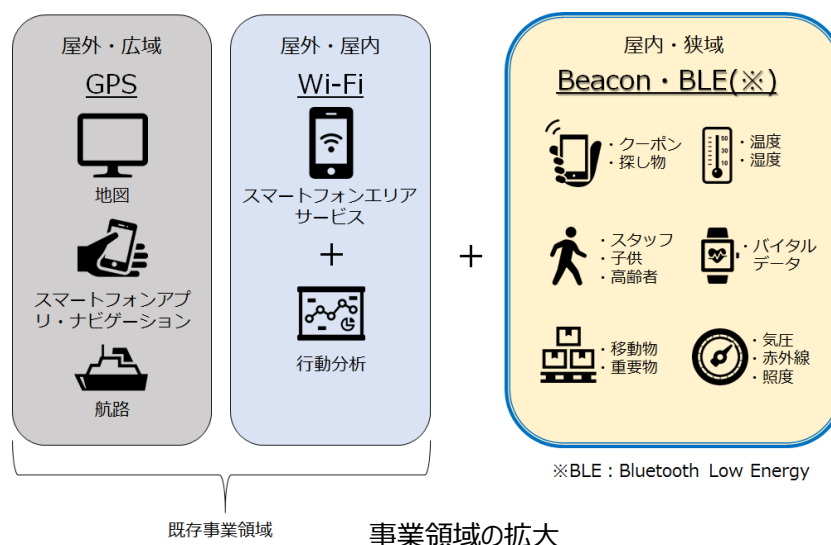 屋外・広域
GPS
地図
スマートフォンアプ
リ・ナビゲーション
航路
屋外・屋内
Wi-Fi
スマートフォンエリア
サービス
+
行動分析
+
屋内・狭域
Beacon・BLE(※)
・クーポン
・探し物
50
30
10
・温度
・湿度
・スタッフ
・子供
・高齢者
・バイタル
データ
・移動物
・重要物
・気圧
・赤外線
・照度
※BLE：Bluetooth Low Energy
既存事業領域
事業領域の拡大